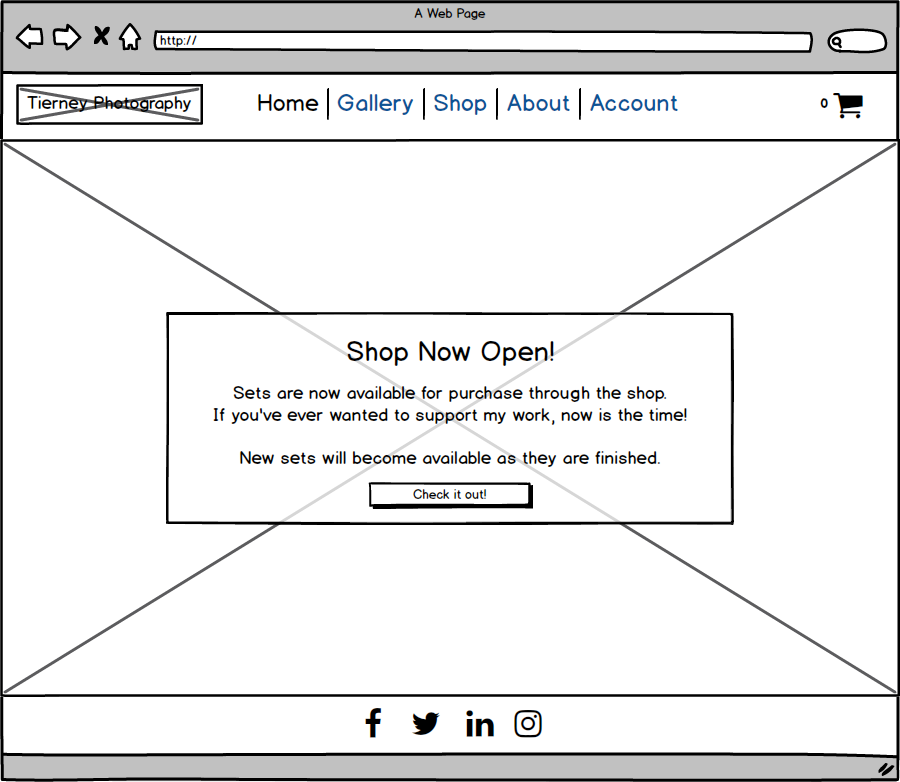 A Web Page
http://
Tierney Photography
Home Gallery Shop About Account
0
Shop Now Open!
Sets are now available for purchase through the shop.
If you've ever wanted to support my work, now is the time!
New sets will become available as they are finished.
Check it out!